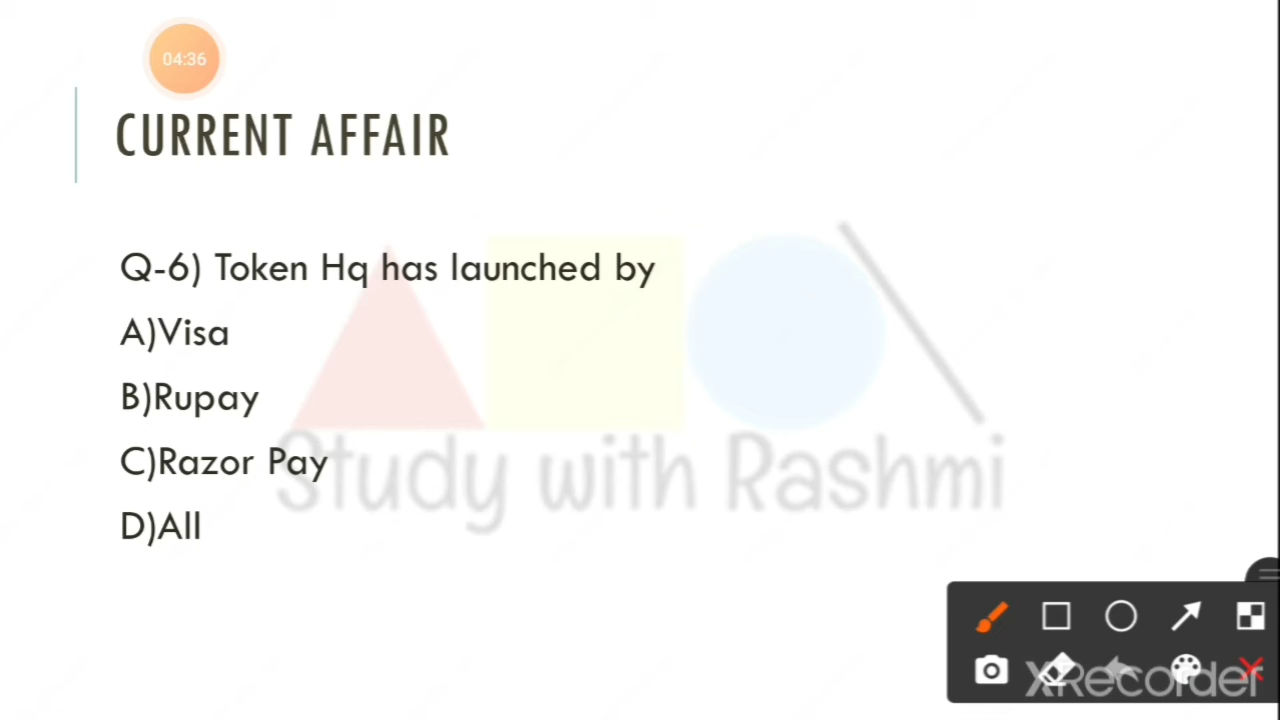 04:36
CURRENT AFFAIR
Q-6) Token Hq has launched by
A)Visa
B)Rupay
C)Razor Pay
D)All
Study with Rashmi
XRecorder